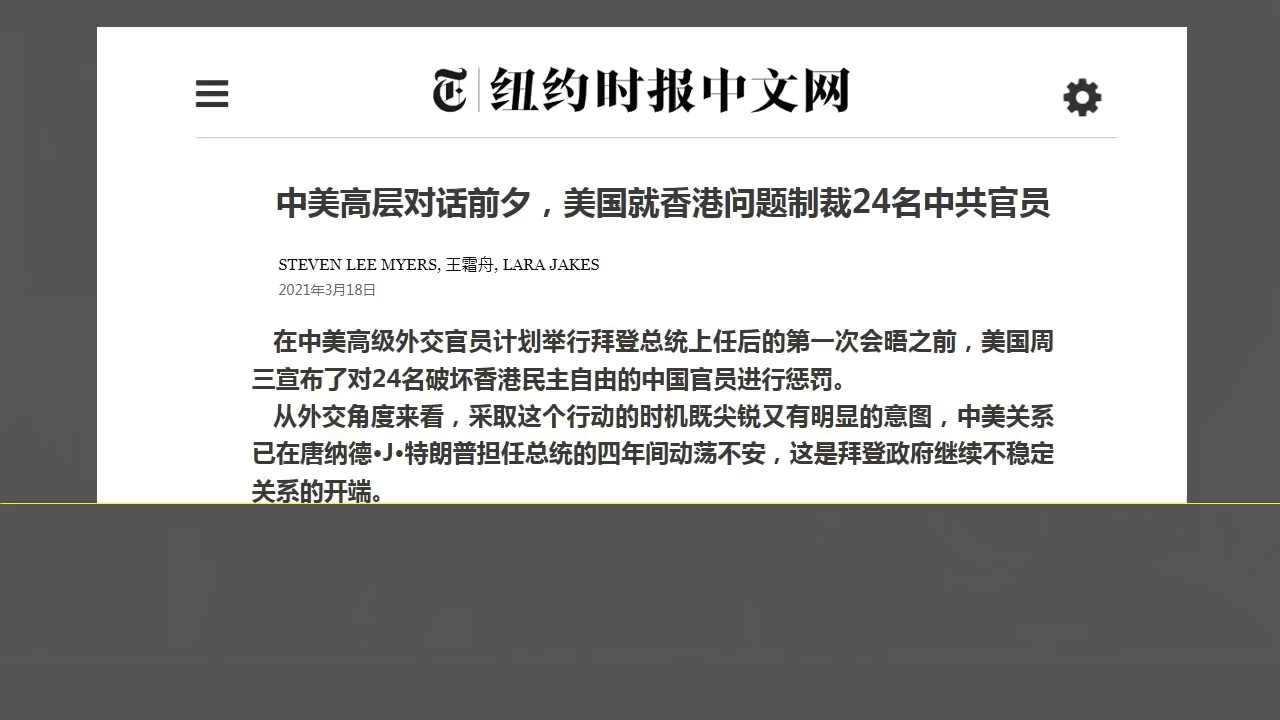 纽约时报中文网
中美高层对话前夕，美国就香港问题制裁24名中共官员
STEVEN LEE MYERS, 王霜舟, LARA JAKES
2021年3月18日
在中美高级外交官员计划举行拜登总统上任后的第一次会晤之前，美国周
三宣布了对24名破坏香港民主自由的中国官员进行惩罚。
从外交角度来看，采取这个行动的时机既尖锐又有明显的意图，中美关系
已在唐纳德·J·特朗普担任总统的四年间动荡不安，这是拜登政府继续不稳定
关系的开端。